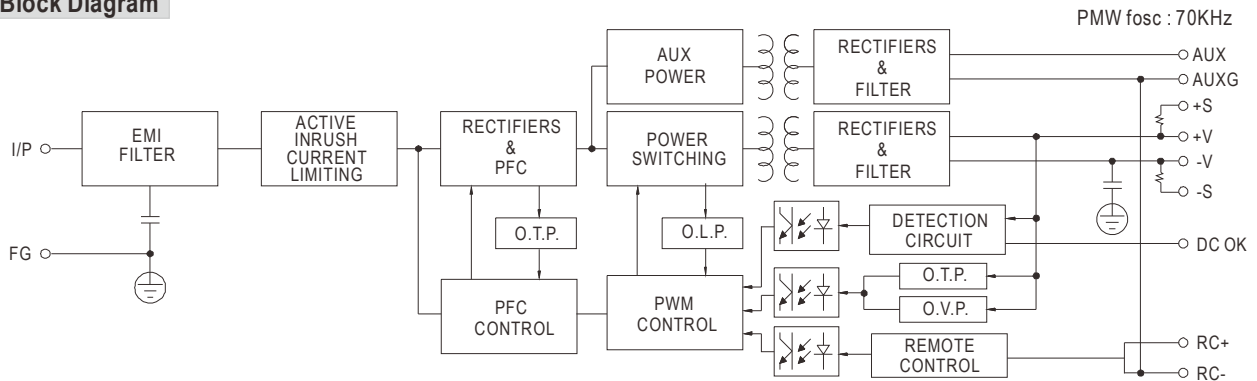 Block Diagram
PMW fosc : 70KHz
AUX
POWER
RECTIFIERS
&
FILTER
AUX
AUXG
+S
I/P
EMI
FILTER
ACTIVE
INRUSH
CURRENT
LIMITING
RECTIFIERS
&
PFC
POWER
SWITCHING
RECTIFIERS
&
FILTER
+V
-V
-S
O.T.P.
O.L.P.
DETECTION
CIRCUIT
DC OK
FG
O.T.P.
O.V.P.
PFC
CONTROL
PWM
CONTROL
REMOTE
CONTROL
RC+
RC-